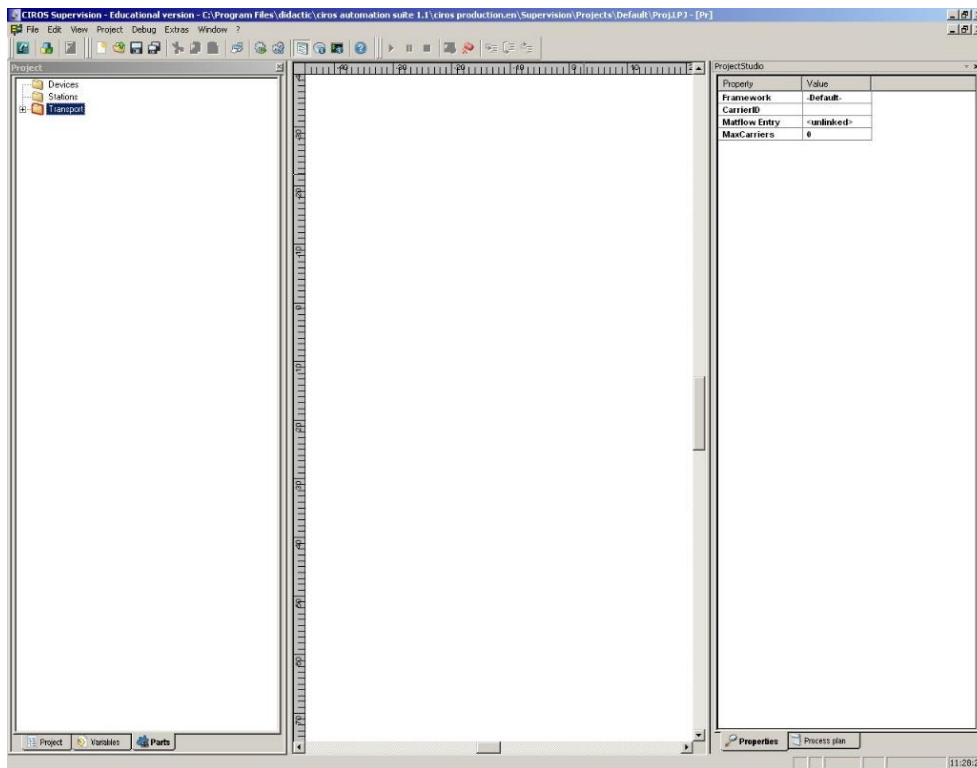 CIROS Supervision - Educational version - C:\Program Files\didactic\ciros automation suite 1.1\ciros production.en\Supervision\Projects\Default\Proj.LPJ - [Pr]
File Edit View Project Debug Extras Window ?
Project
ProjectStudio
Devices
Stations
Transport
Property Value
Framework -Default-
CarrierID
Matflow Entry <unlinked>
MaxCarriers 0
Project Variables Parts
Properties Process plan